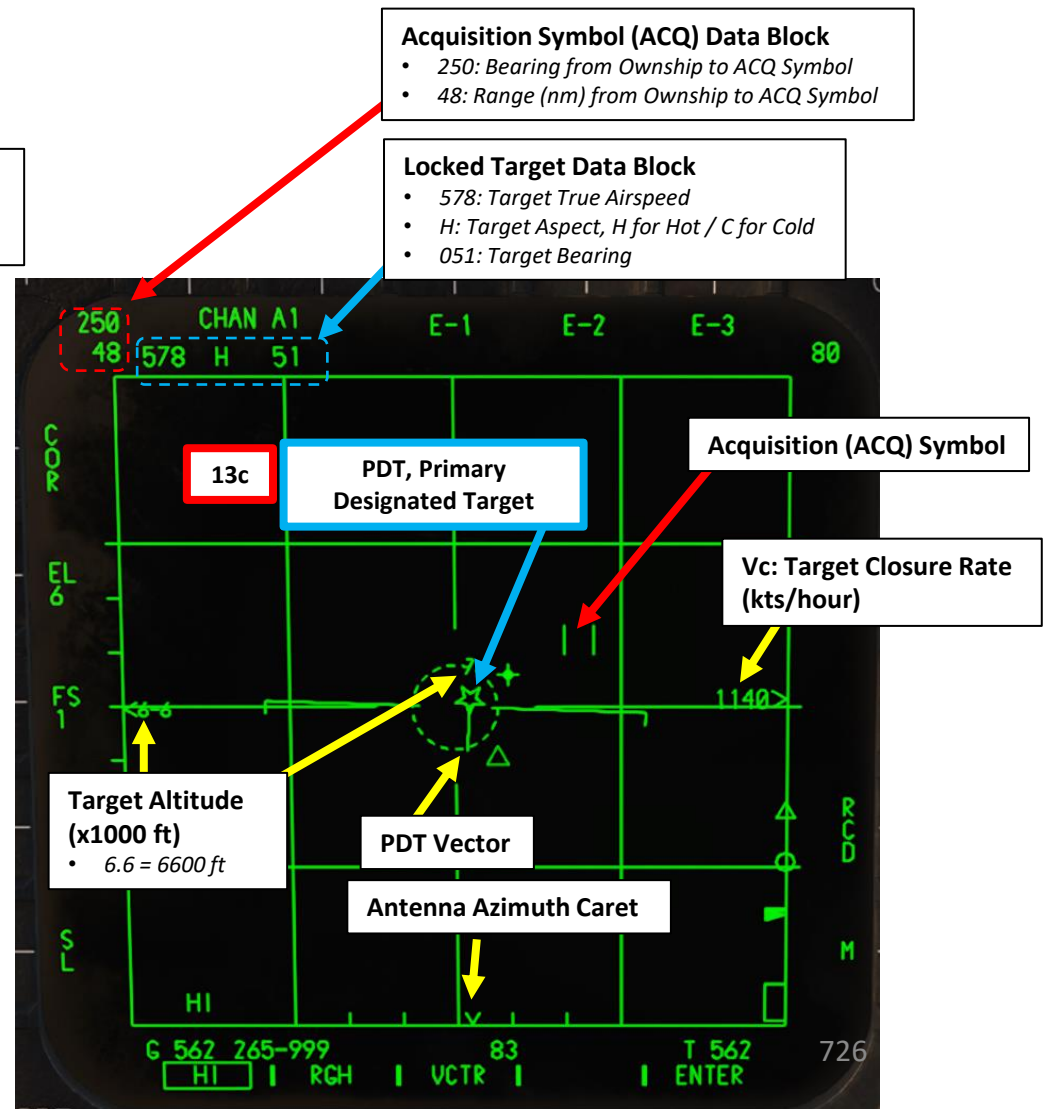 Acquisition Symbol (ACQ) Data Block
• 250: Bearing from Ownship to ACQ Symbol
• 48: Range (nm) from Ownship to ACQ Symbol
Locked Target Data Block
• 578: Target True Airspeed
• H: Target Aspect, H for Hot / C for Cold
• 051: Target Bearing
250 CHAN A1 E-1 E-2 E-3
48 578 H 51 80
COR
13c
PDT, Primary
Designated Target
Acquisition (ACQ) Symbol
EL
6
Vc: Target Closure Rate
(kts/hour)
7
FS
1
<6.6
1140>
Target Altitude
(x1000 ft)
• 6.6 = 6600 ft
PDT Vector
RCD
Antenna Azimuth Caret
SL
M
HI
G 562 265-999 83 T 562
HI RGH VCTR ENTER
726